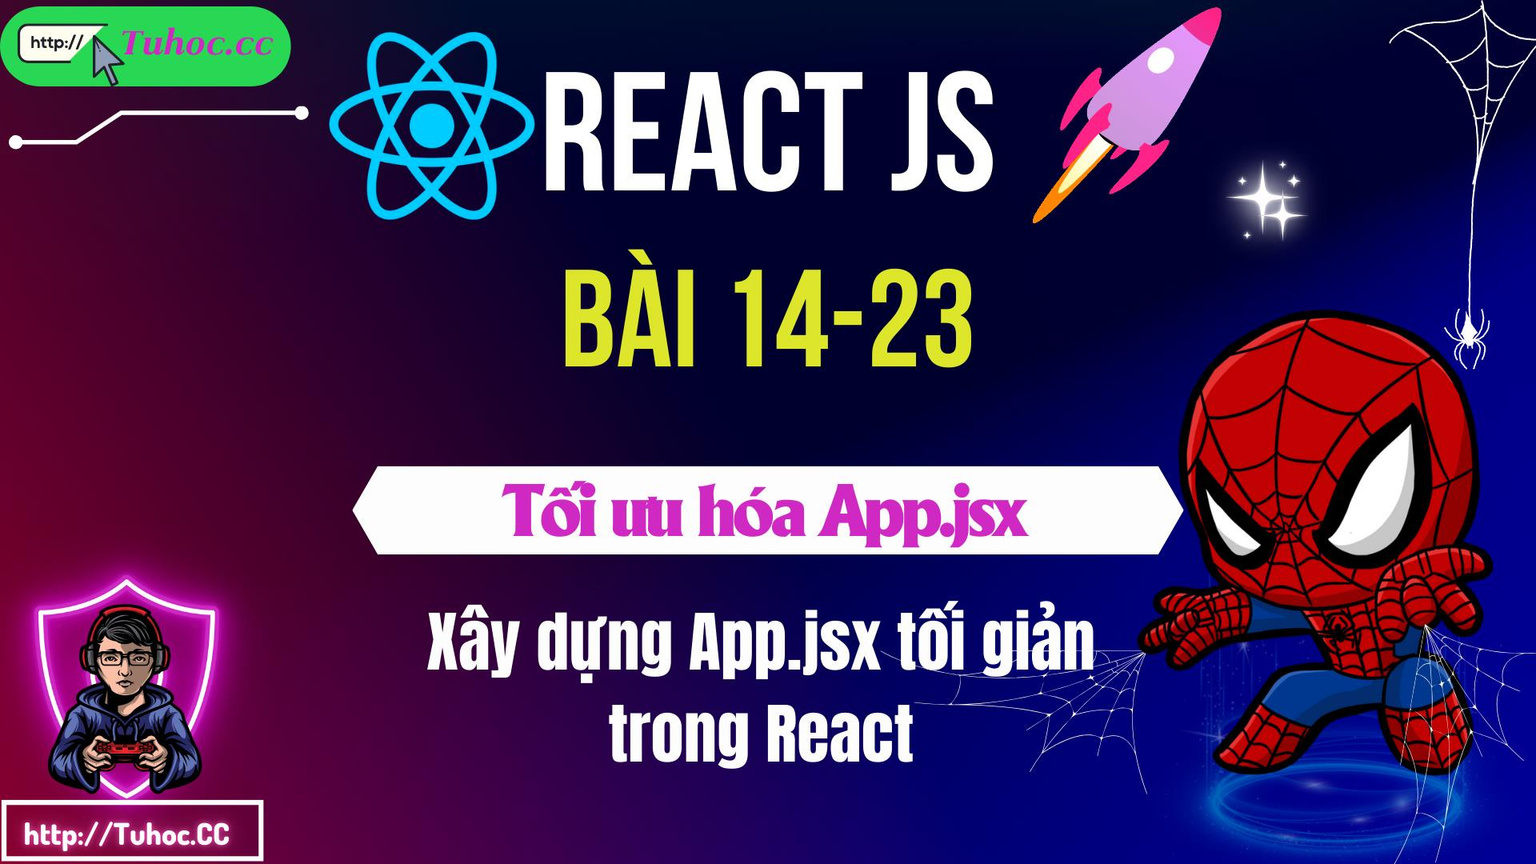 http://
Tuhoc.cc
REACT JS
BÀI 14-23
Tối ưu hóa App.jsx
Xây dựng App.jsx tối giản
trong React
http://Tuhoc.CC